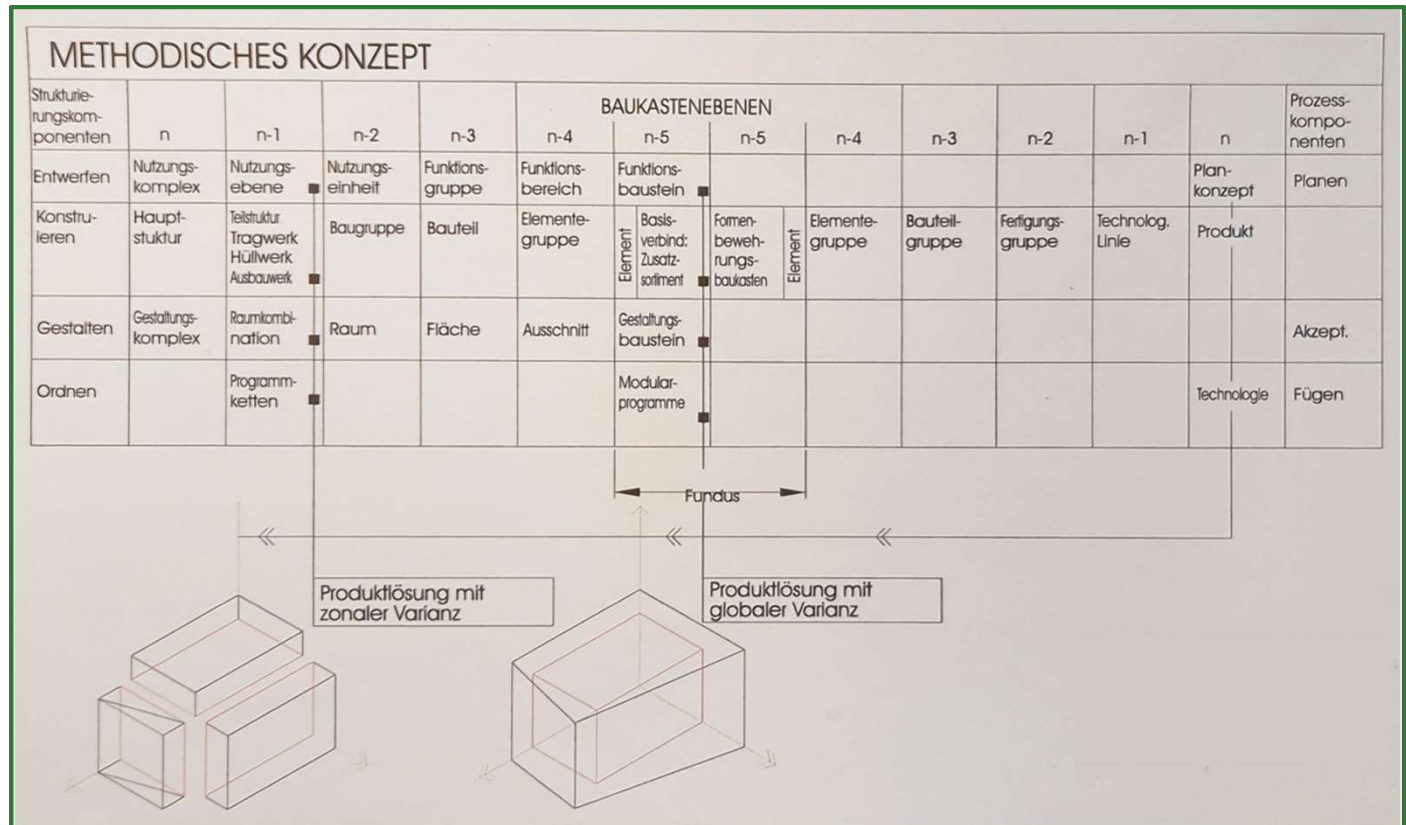 METHODISCHES KONZEPT
Strukturie-
rungskom-
ponenten
n
n-1
n-2
n-3
BAUKASTENEBENEN
n-4
n-5
n-5
n-4
n-3
n-2
n-1
n
Prozess-
kompo-
nenten
Entwerfen
Nutzungs-
komplex
Nutzungs-
ebene
Nutzungs-
einheit
Funktions-
gruppe
Funktions-
bereich
Funktions-
baustein
Plan-
konzept
Planen
Konstru-
ieren
Haupt-
stuktur
Teilstruktur
Tragwerk
Hüllwerk
Ausbauwerk
Baugruppe
Bauteil
Elemente-
gruppe
Element
Basis-
verbind:
Zusatz-
sortiment
Formen-
beweh-
rungs-
baukasten
Element
Elemente-
gruppe
Bauteil-
gruppe
Fertigungs-
gruppe
Technolog.
Linie
Produkt
Gestalten
Gestaltungs-
komplex
Raumkombi-
nation
Raum
Fläche
Ausschnitt
Gestaltungs-
baustein
Akzept.
Ordnen
Programm-
ketten
Modular-
programme
Technologie
Fügen
Fundus
Produktlösung mit
zonaler Varianz
Produktlösung mit
globaler Varianz